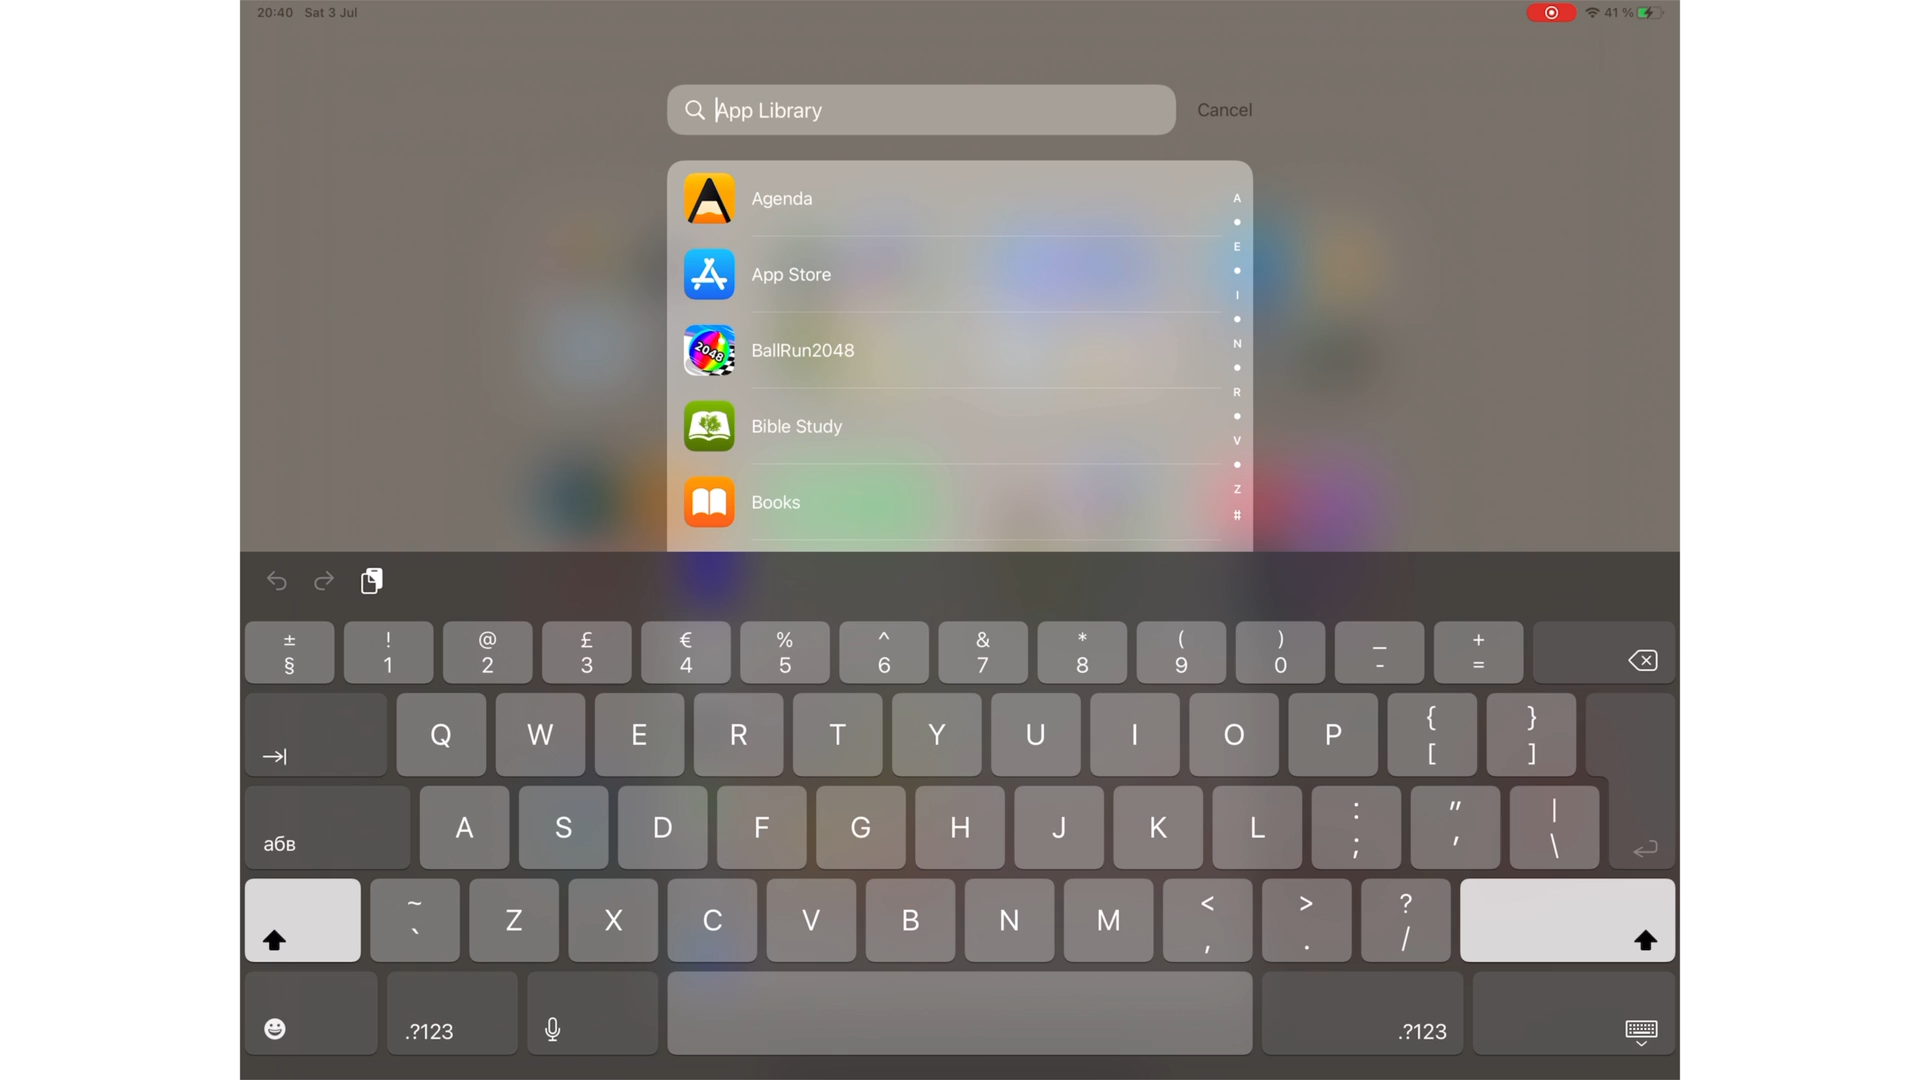 20:40 Sat 3 Jul
41 %
App Library
Cancel
Agenda
App Store
2048
BallRun2048
Bible Study
Books
A
•
E
•
I
•
N
•
R
•
V
•
Z
#
± ! @ £ € % ^ & * ( ) _ +
§ 1 2 3 4 5 6 7 8 9 0 - =
Q W E R T Y U I O P { }
[ ]
абв A S D F G H J K L : " |
; ' \
~ Z X C V B N M < > ?
` , . /
.?123 .?123